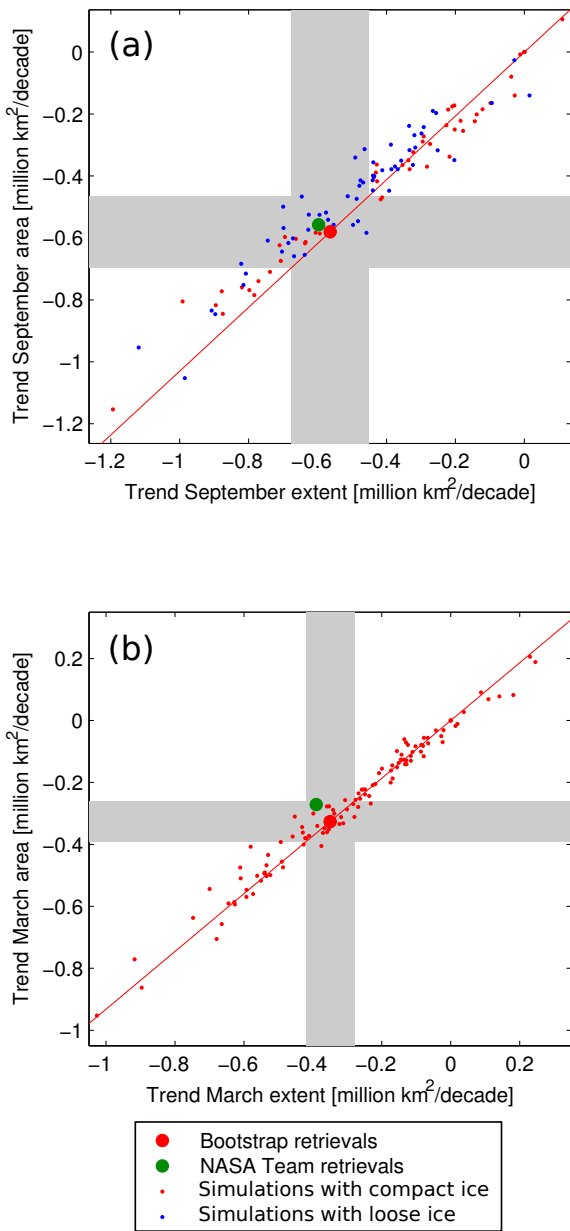 (a)
0
−0.2
−0.4
−0.6
−0.8
−1
−1.2
Trend September area [million km²/decade]
−1.2 −1 −0.8 −0.6 −0.4 −0.2 0
Trend September extent [million km²/decade]
(b)
0.2
0
−0.2
−0.4
−0.6
−0.8
−1
Trend March area [million km²/decade]
−1 −0.8 −0.6 −0.4 −0.2 0 0.2
Trend March extent [million km²/decade]
Bootstrap retrievals
NASA Team retrievals
Simulations with compact ice
Simulations with loose ice